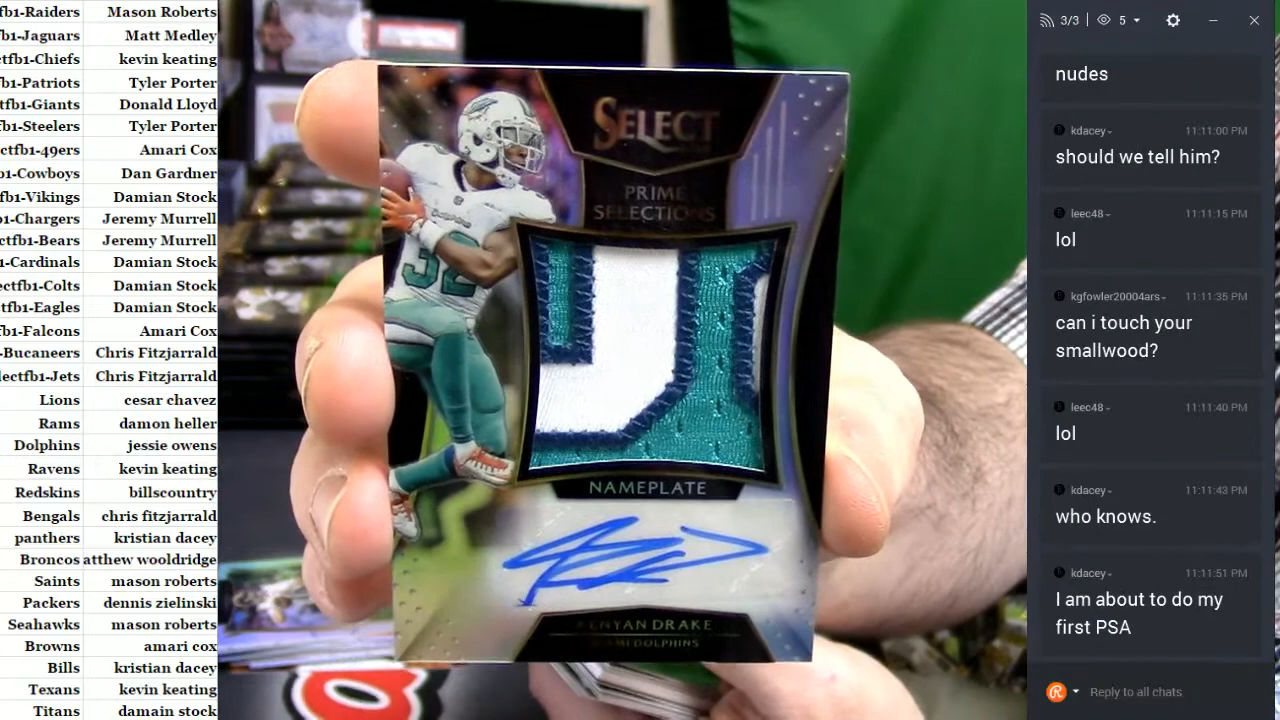 fb1-Raiders Mason Roberts
fb1-Jaguars Matt Medley
ctfb1-Chiefs kevin keating
fb1-Patriots Tyler Porter
ctfb1-Giants Donald Lloyd
fb1-Steelers Tyler Porter
ctfb1-49ers Amari Cox
b1-Cowboys Dan Gardner
fb1-Vikings Damian Stock
b1-Chargers Jeremy Murrell
ctfb1-Bears Jeremy Murrell
1-Cardinals Damian Stock
ectfb1-Colts Damian Stock
tfb1-Eagles Damian Stock
fb1-Falcons Amari Cox
-Bucaneers Chris Fitzjarrald
lectfb1-Jets Chris Fitzjarrald
Lions cesar chavez
Rams damon heller
Dolphins jessie owens
Ravens kevin keating
Redskins billscountry
Bengals chris fitzjarrald
panthers kristian dacey
Broncos atthew wooldridge
Saints mason roberts
Packers dennis zielinski
Seahawks mason roberts
Browns amari cox
Bills kristian dacey
Texans kevin keating
Titans damain stock
SELECT
PRIME
SELECTIONS
Dolphins
32
NAMEPLATE
KENYAN DRAKE
MIAMI DOLPHINS
3/3 5
nudes
kdacey 11:11:00 PM
should we tell him?
leec48 11:11:15 PM
lol
kgfowler20004ars 11:11:35 PM
can i touch your
smallwood?
leec48 11:11:40 PM
lol
kdacey 11:11:43 PM
who knows.
kdacey 11:11:51 PM
I am about to do my
first PSA
Reply to all chats